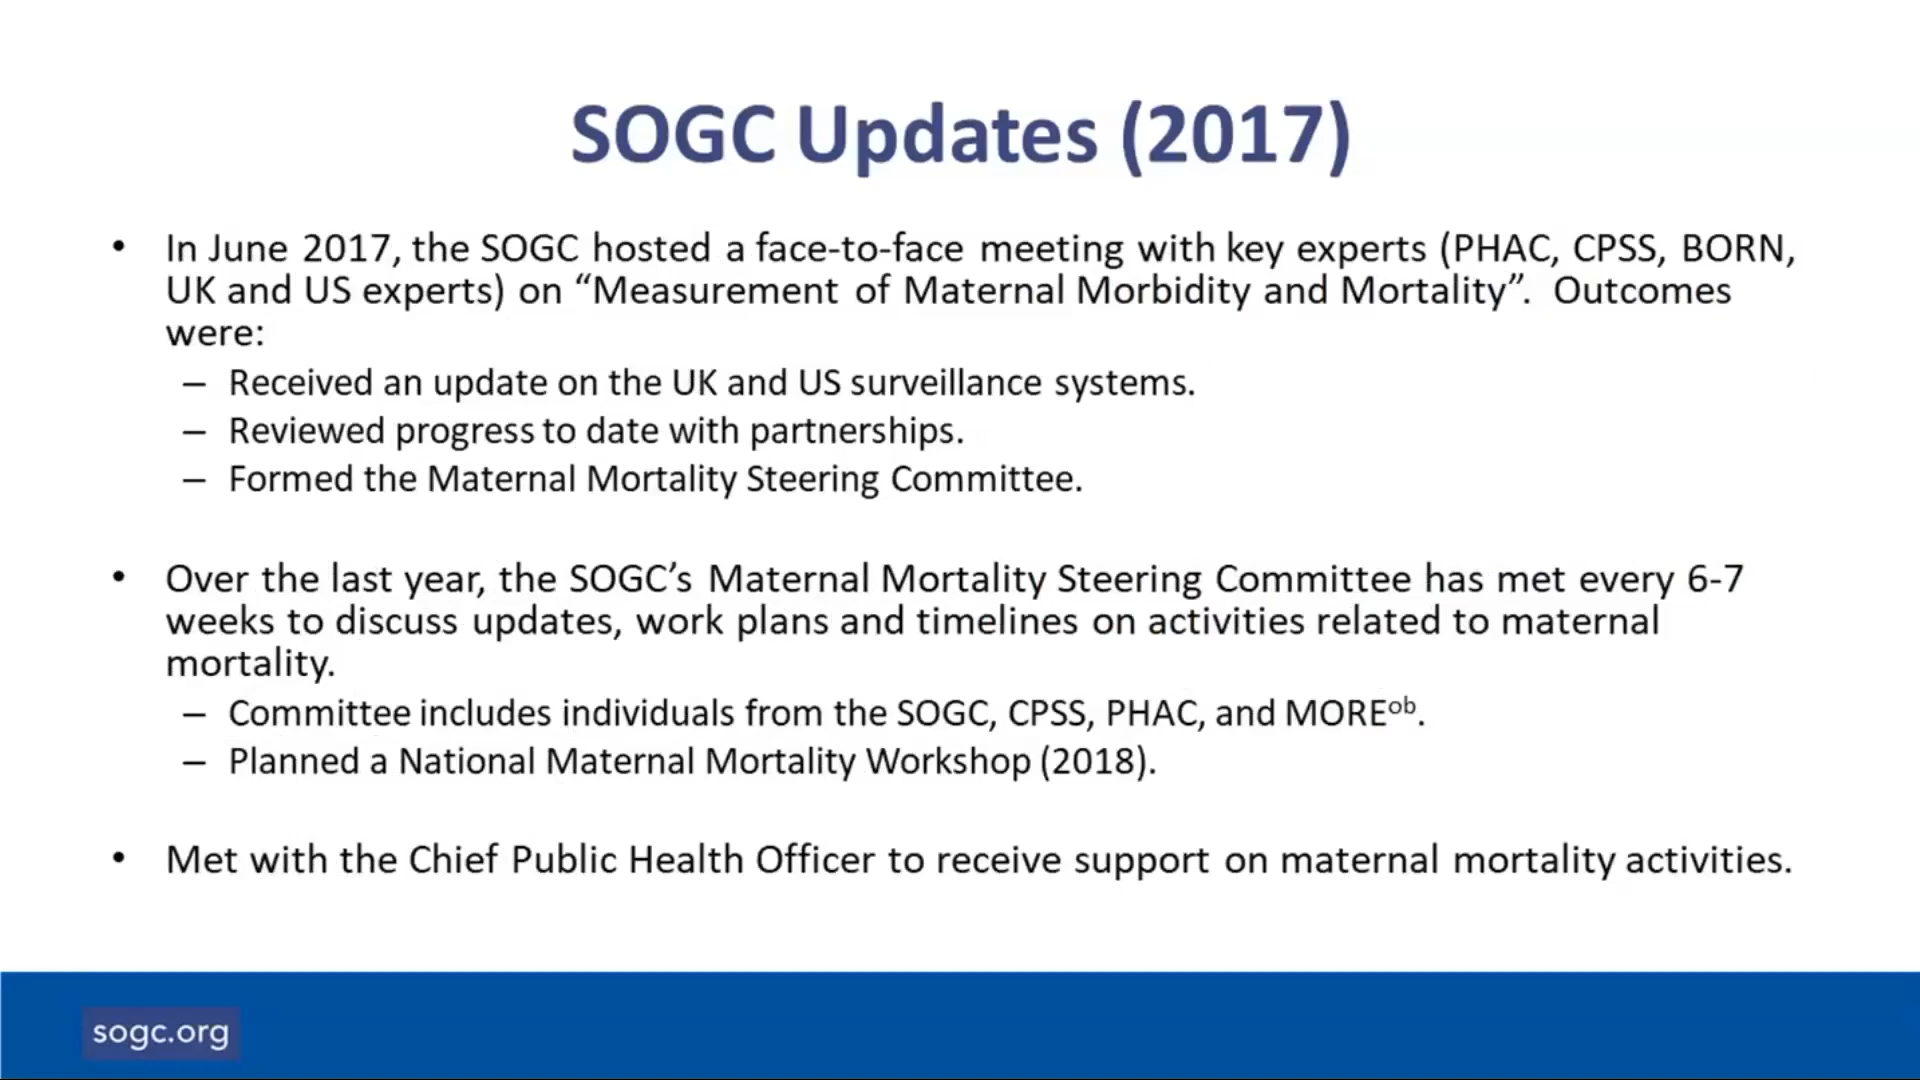 SOGC Updates (2017)
• In June 2017, the SOGC hosted a face-to-face meeting with key experts (PHAC, CPSS, BORN,
UK and US experts) on “Measurement of Maternal Morbidity and Mortality”. Outcomes
were:
– Received an update on the UK and US surveillance systems.
– Reviewed progress to date with partnerships.
– Formed the Maternal Mortality Steering Committee.
• Over the last year, the SOGC’s Maternal Mortality Steering Committee has met every 6-7
weeks to discuss updates, work plans and timelines on activities related to maternal
mortality.
– Committee includes individuals from the SOGC, CPSS, PHAC, and MOREᵒᵇ.
– Planned a National Maternal Mortality Workshop (2018).
• Met with the Chief Public Health Officer to receive support on maternal mortality activities.
sogc.org